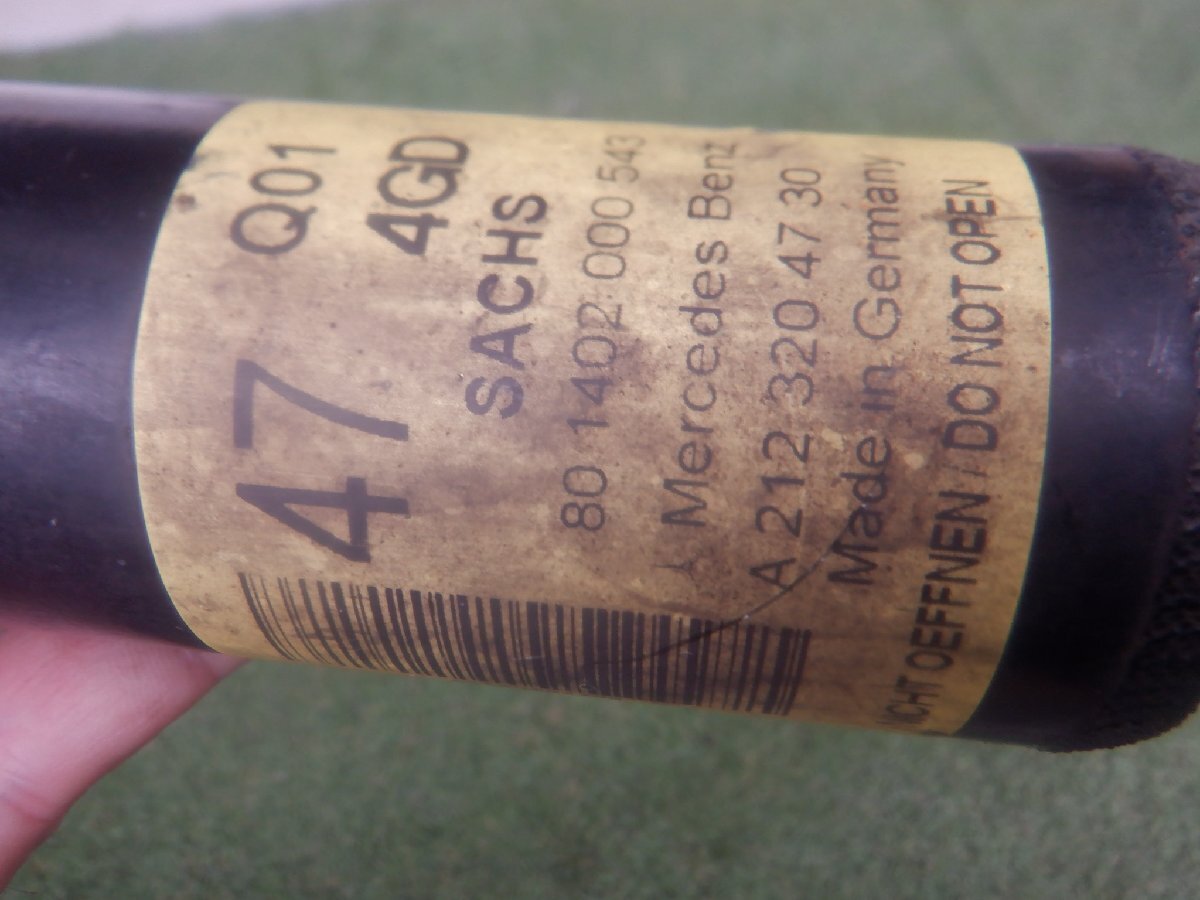 47 Q01
4GD
SACHS
80 1402 000 543
Mercedes Benz
A 212 320 47 30
Made in Germany
NICHT OEFFNEN / DO NOT OPEN